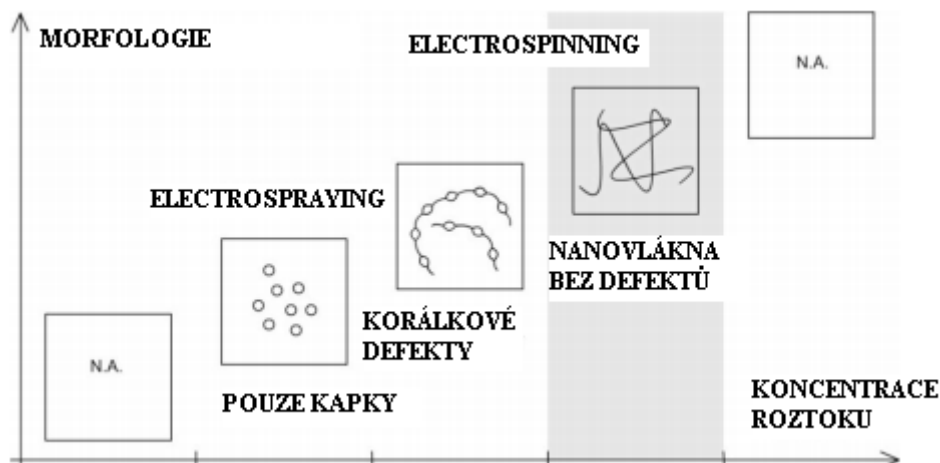 MORFOLOGIE
ELECTROSPINNING
N.A.
ELECTROSPRAYING
NANOVLÁKNA
BEZ DEFEKTŮ
KORÁLKOVÉ
DEFEKTY
N.A.
POUZE KAPKY
KONCENTRACE
ROZTOKU